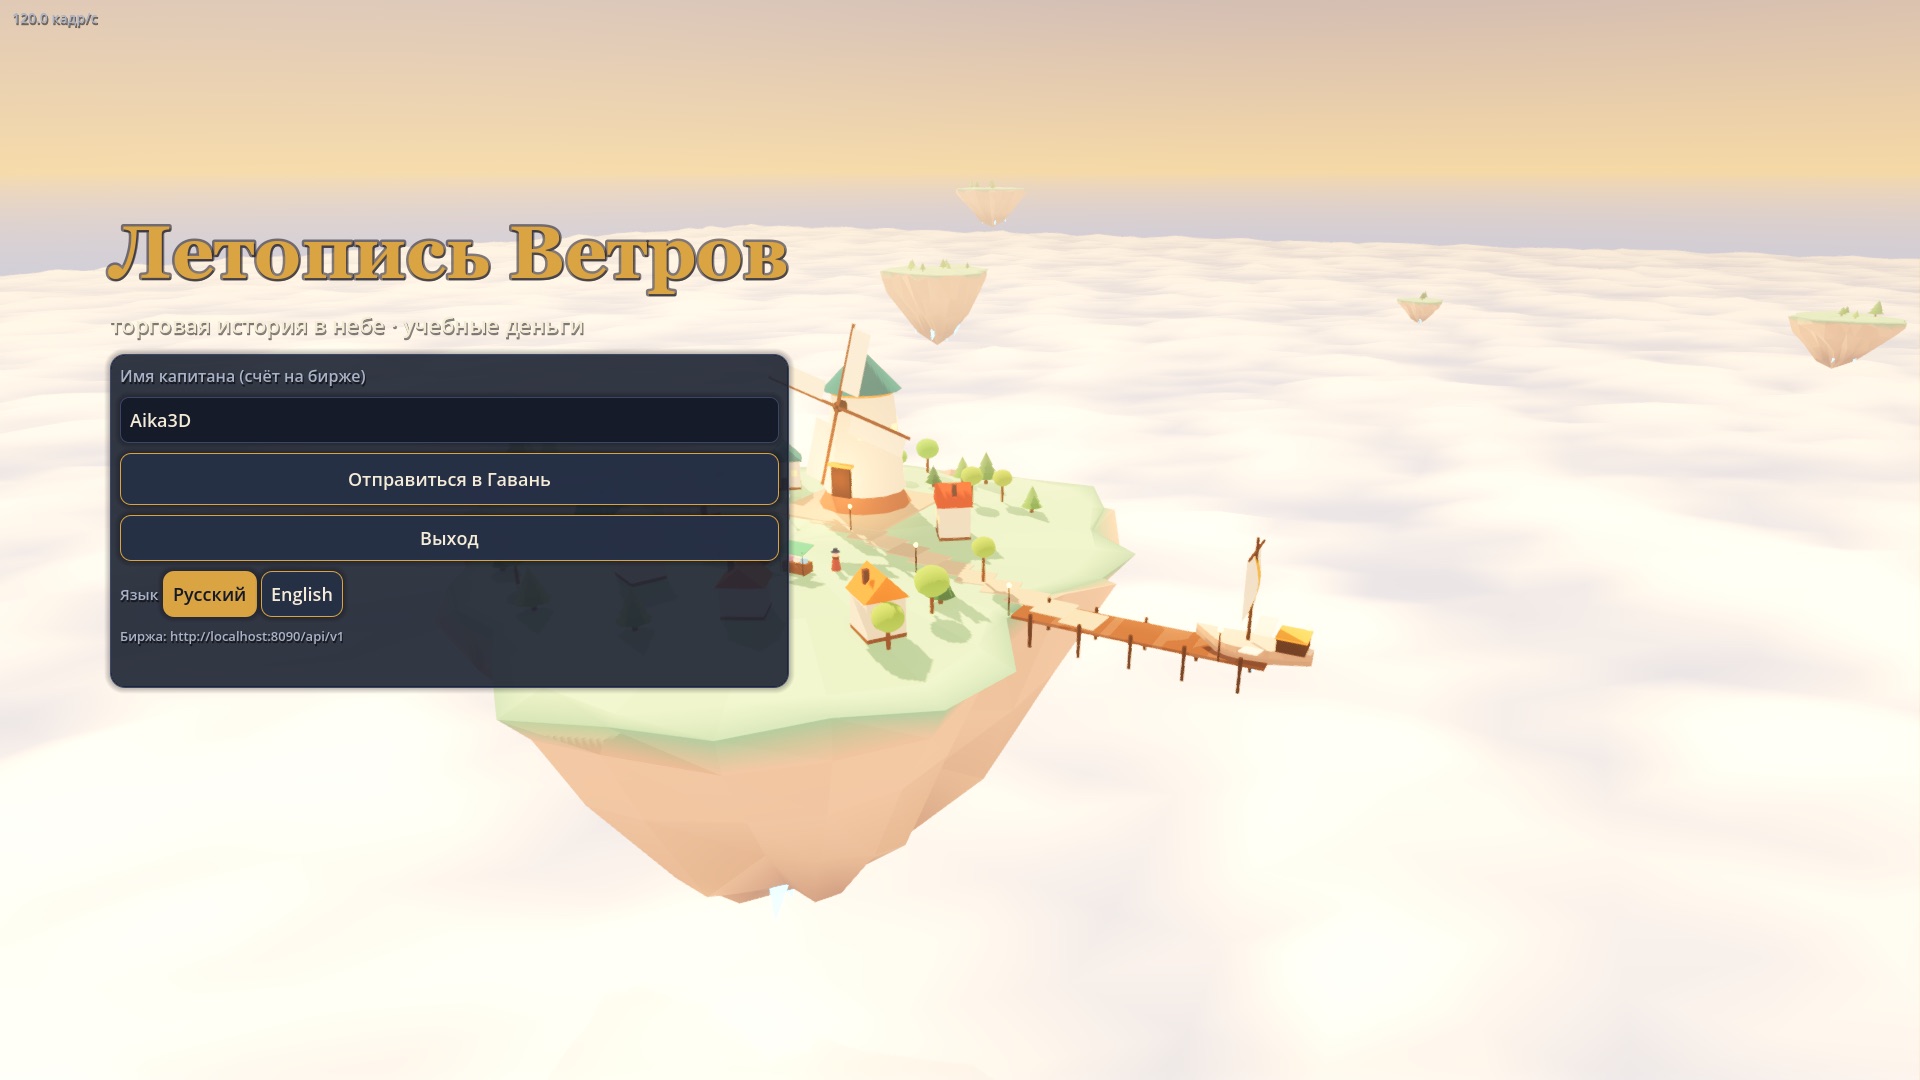 120.0 кадр/с
Летопись Ветров
торговая история в небе · учебные деньги
Имя капитана (счёт на бирже)
Aika3D
Отправиться в Гавань
Выход
Язык Русский English
Биржа: http://localhost:8090/api/v1